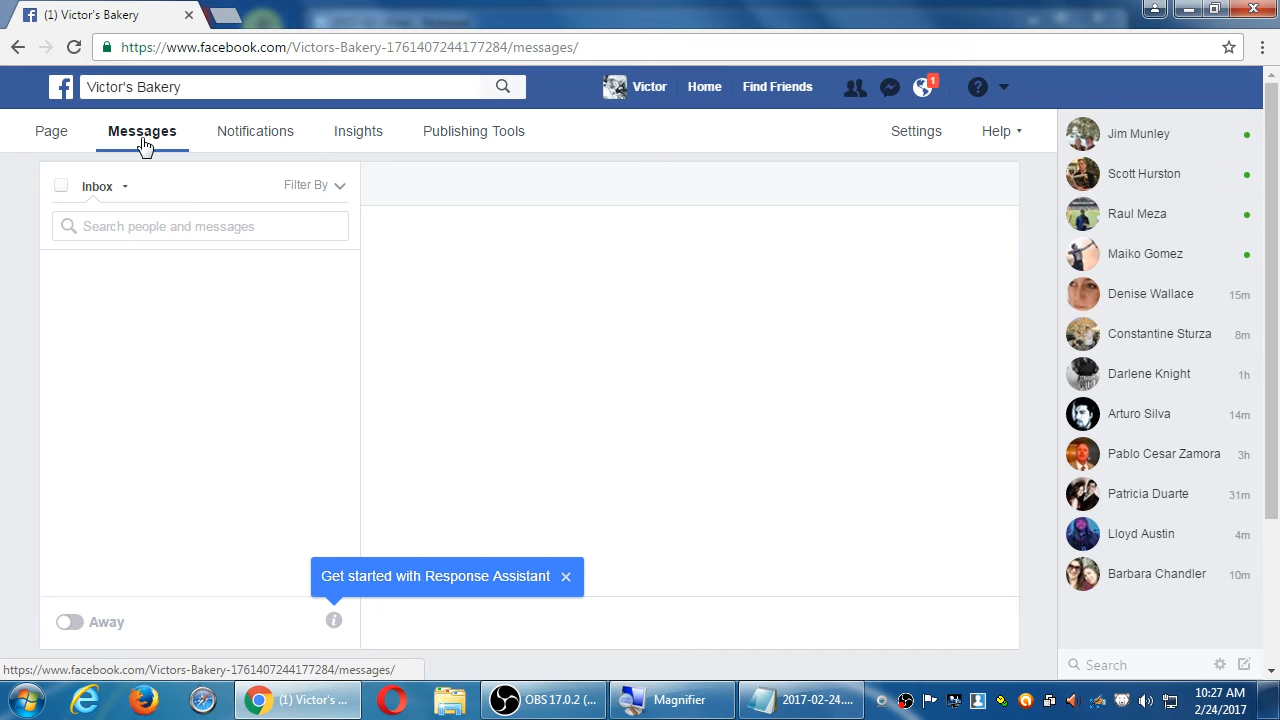 (1) Victor's Bakery
https://www.facebook.com/Victors-Bakery-1761407244177284/messages/
Victor's Bakery
Victor
Home
Find Friends
1
Page
Messages
Notifications
Insights
Publishing Tools
Settings
Help
Inbox
Filter By
Search people and messages
Get started with Response Assistant
Away
Jim Munley
Scott Hurston
Raul Meza
Maiko Gomez
Denise Wallace 15m
Constantine Sturza 8m
Darlene Knight 1h
Arturo Silva 14m
Pablo Cesar Zamora 3h
Patricia Duarte 31m
Lloyd Austin 4m
Barbara Chandler 10m
Search
https://www.facebook.com/Victors-Bakery-1761407244177284/messages/
(1) Victor's ...
OBS 17.0.2 (...
Magnifier
2017-02-24....
10:27 AM
2/24/2017